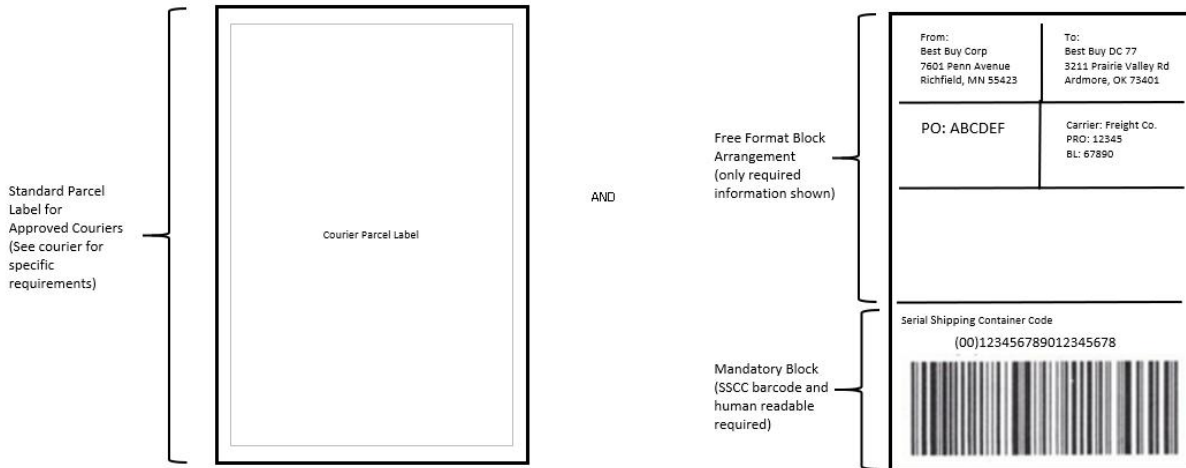 Standard Parcel
Label for
Approved Couriers
(See courier for
specific
requirements)
Courier Parcel Label
AND
Free Format Block
Arrangement
(only required
information shown)
From:
Best Buy Corp
7601 Penn Avenue
Richfield, MN 55423
To:
Best Buy DC 77
3211 Prairie Valley Rd
Ardmore, OK 73401
PO: ABCDEF
Carrier: Freight Co.
PRO: 12345
BL: 67890
Mandatory Block
(SSCC barcode and
human readable
required)
Serial Shipping Container Code
(00)123456789012345678